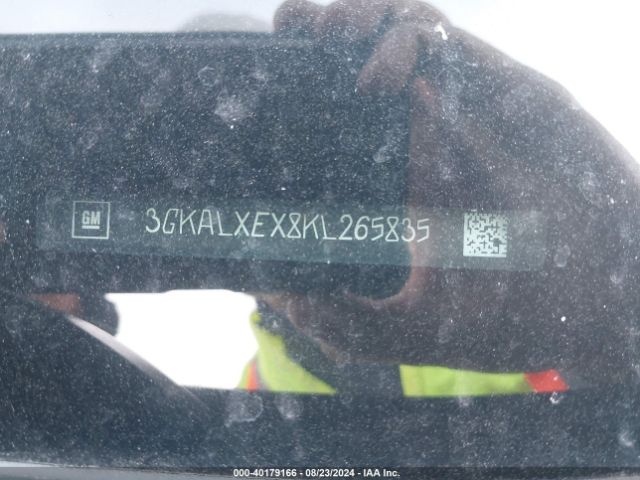 GM 3GKALXEX8KL265835
000-40179166 - 08/23/2024 - IAA Inc.